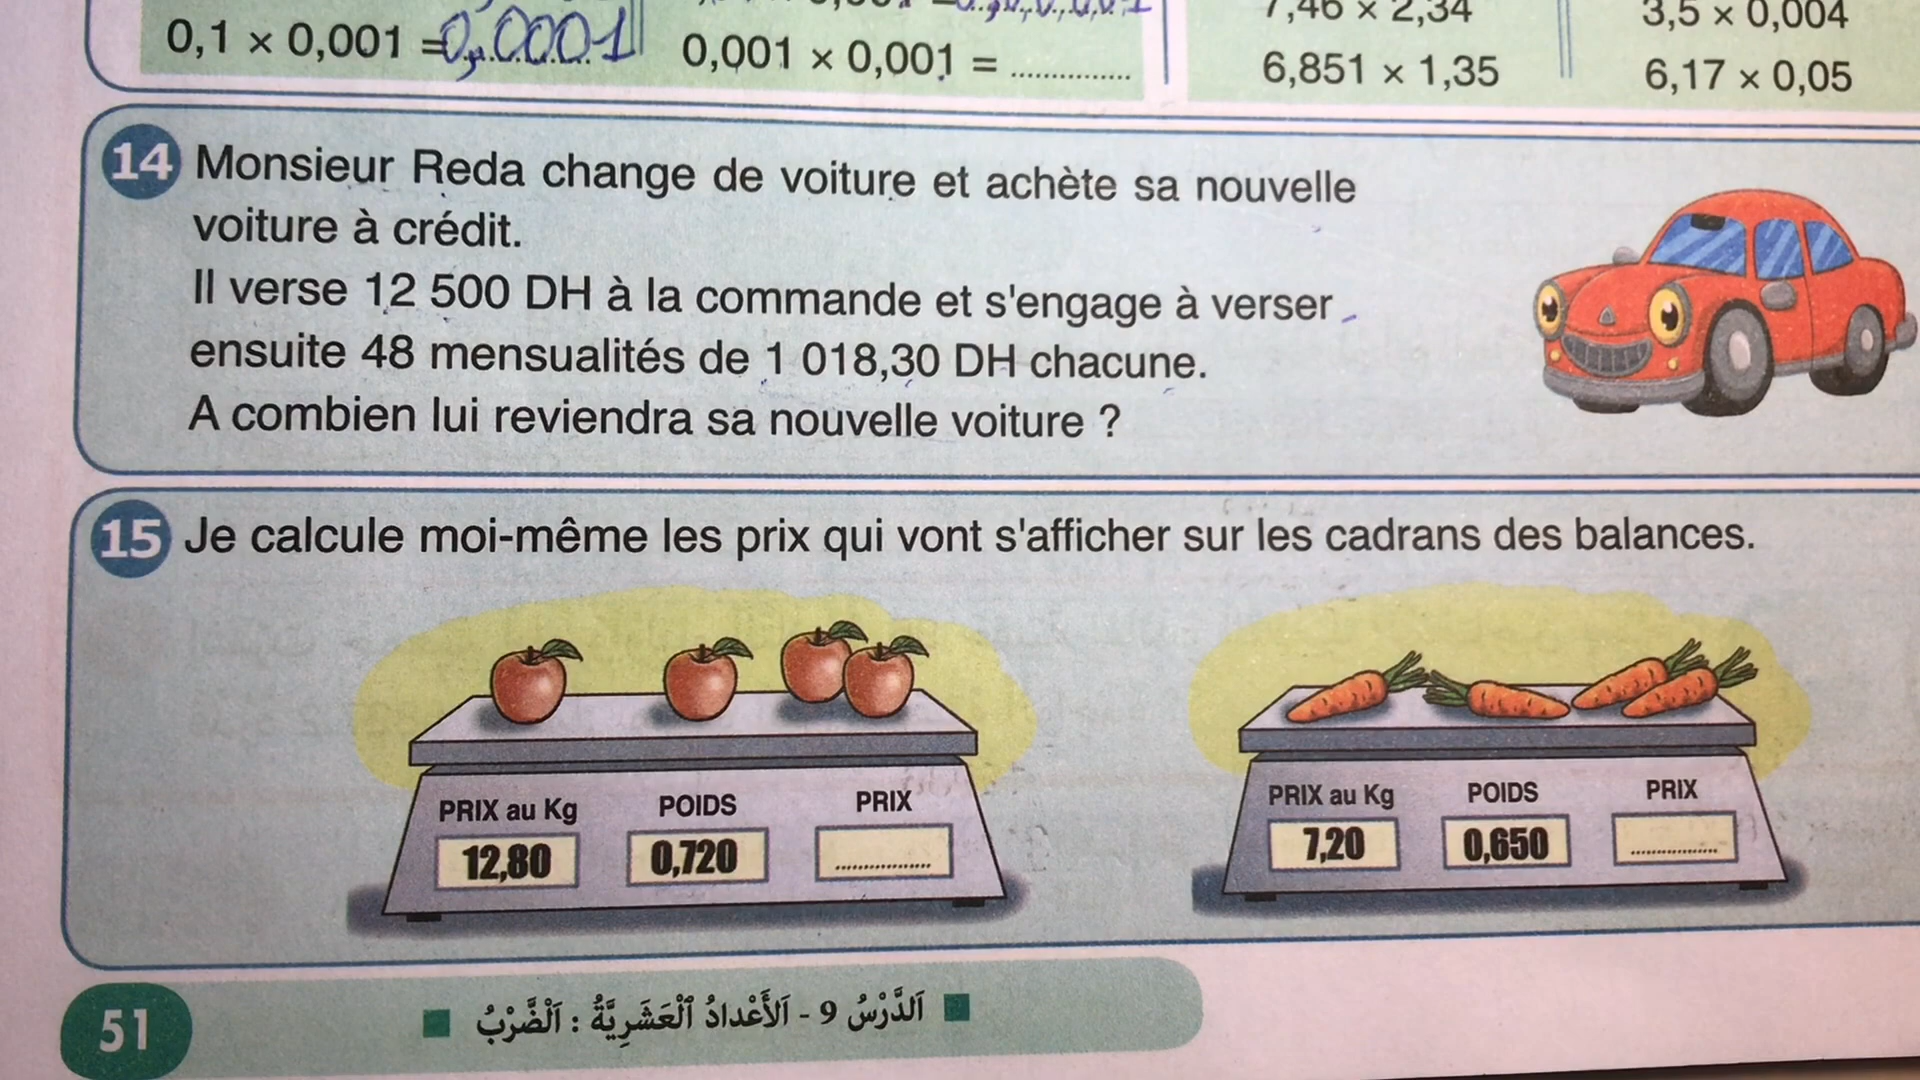 7,46 × 2,34
3,5 × 0,004
0,1 × 0,001 = 0,0001
0,001 × 0,001 = ...............
6,851 × 1,35
6,17 × 0,05
14 Monsieur Reda change de voiture et achète sa nouvelle
voiture à crédit.
Il verse 12 500 DH à la commande et s'engage à verser
ensuite 48 mensualités de 1 018,30 DH chacune.
A combien lui reviendra sa nouvelle voiture ?
15 Je calcule moi-même les prix qui vont s'afficher sur les cadrans des balances.
PRIX au Kg POIDS PRIX
12,80 0,720 .................
PRIX au Kg POIDS PRIX
7,20 0,650 ................
51
اَلدَّرْسُ 9 - اَلْأَعْدادُ ٱلْعَشَرِيَّةُ : اَلْضَّرْبُ